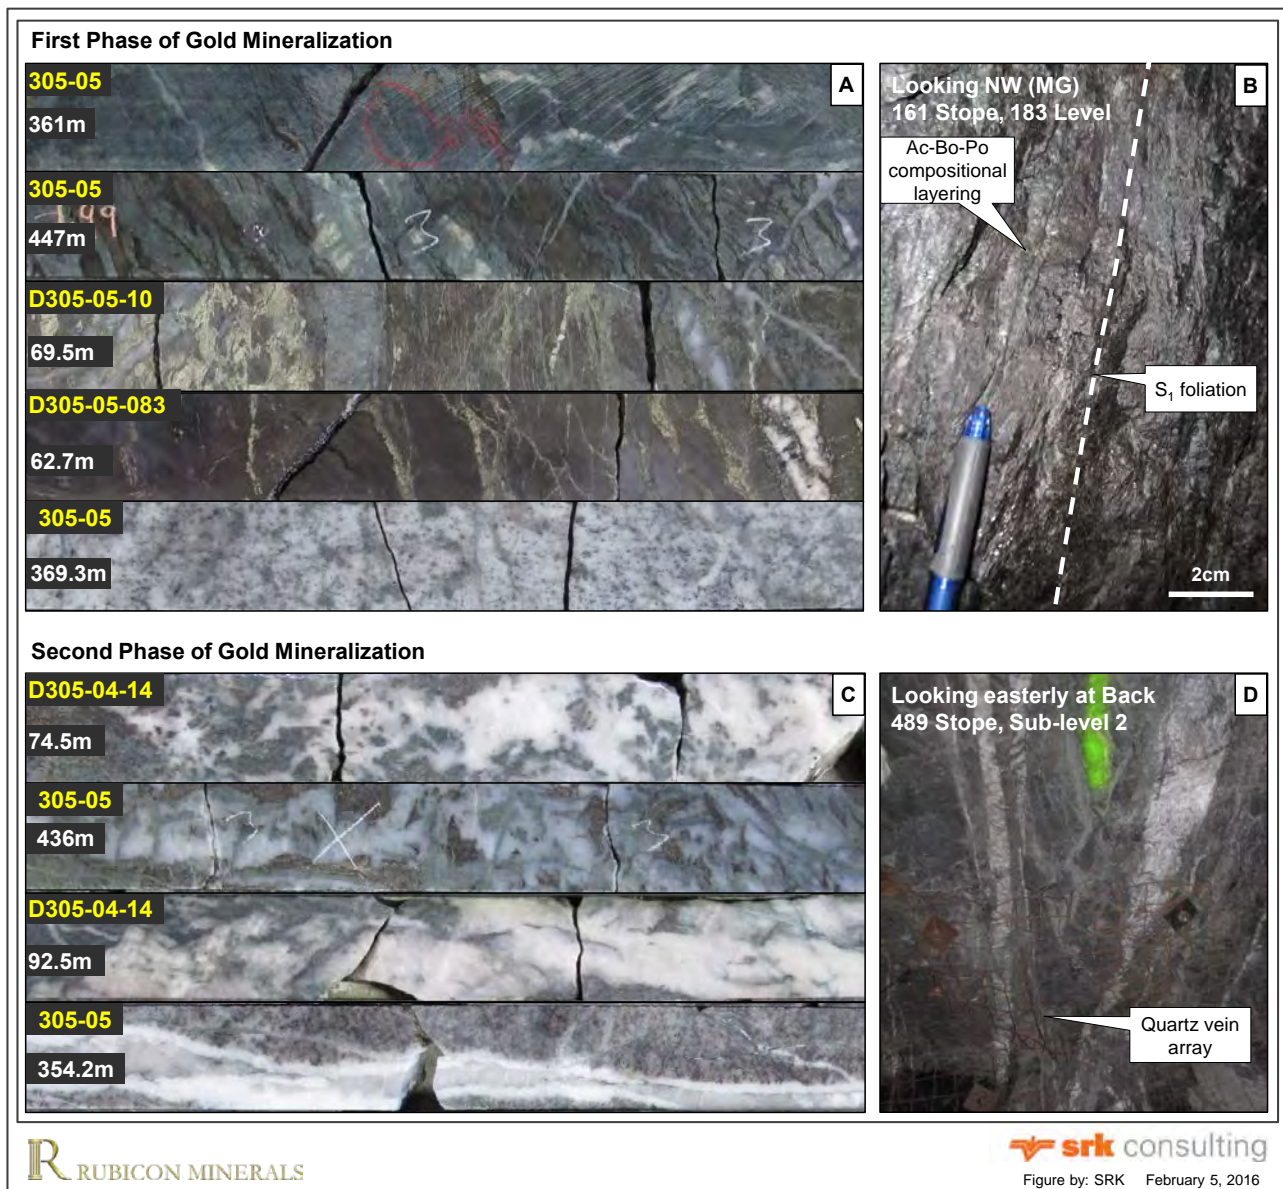 First Phase of Gold Mineralization
305-05
361m
A
305-05
447m
3
3
D305-05-10
69.5m
D305-05-083
62.7m
305-05
369.3m
Looking NW (MG)
161 Stope, 183 Level
B
Ac-Bo-Po
compositional
layering
S₁ foliation
2cm
Second Phase of Gold Mineralization
D305-04-14
74.5m
C
305-05
436m
3
3
D305-04-14
92.5m
305-05
354.2m
Looking easterly at Back
489 Stope, Sub-level 2
D
Quartz vein
array
R RUBICON MINERALS
srk consulting
Figure by: SRK February 5, 2016